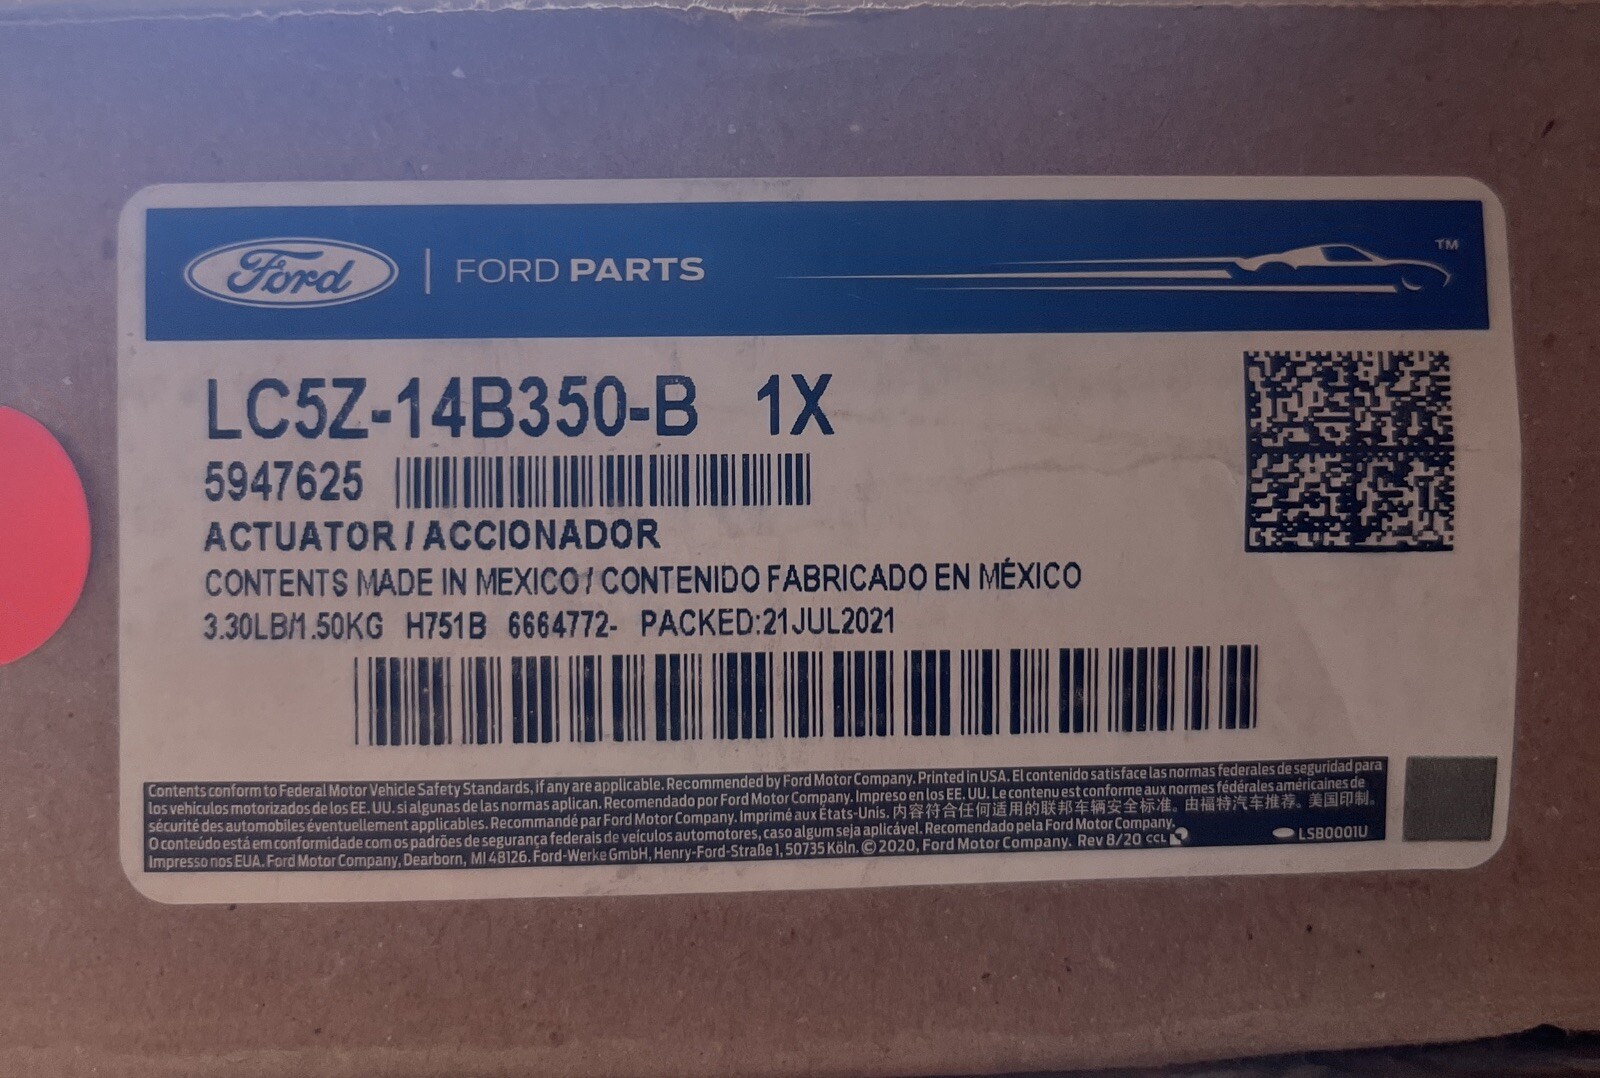 Ford | FORD PARTS TM
LC5Z-14B350-B 1X
5947625
ACTUATOR / ACCIONADOR
CONTENTS MADE IN MEXICO / CONTENIDO FABRICADO EN MÉXICO
3.30LB/1.50KG H751B 6664772- PACKED:21JUL2021
Contents conform to Federal Motor Vehicle Safety Standards, if any are applicable. Recommended by Ford Motor Company. Printed in USA. El contenido satisface las normas federales de seguridad para
los vehículos motorizados de los EE. UU. si algunas de las normas aplican. Recomendado por Ford Motor Company. Impreso en los EE. UU. Le contenu est conforme aux normes fédérales américaines de
sécurité des automobiles éventuellement applicables. Recommandé par Ford Motor Company. Imprimé aux États-Unis. 内容符合任何适用的联邦车辆安全标准。由福特汽车推荐。美国印制。
O conteúdo está em conformidade com os padrões de segurança federais de veículos automotores, caso algum seja aplicável. Recomendado pela Ford Motor Company.
Impresso nos EUA. Ford Motor Company, Dearborn, MI 48126. Ford-Werke GmbH, Henry-Ford-Straße 1, 50735 Köln. © 2020, Ford Motor Company. Rev 8/20 CCL LSB0001U